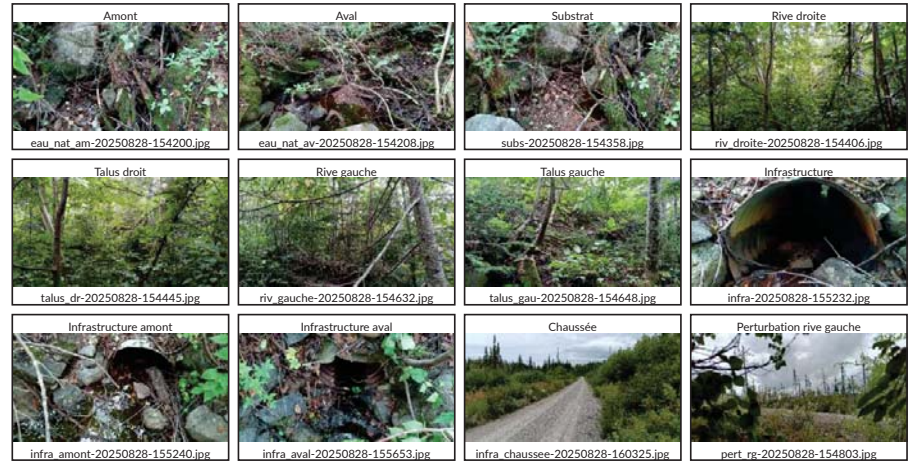 Amont
Aval
Substrat
Rive droite
eau_nat_am-20250828-154200.jpg
eau_nat_av-20250828-154208.jpg
subs-20250828-154358.jpg
riv_droite-20250828-154406.jpg
Talus droit
Rive gauche
Talus gauche
Infrastructure
talus_dr-20250828-154445.jpg
riv_gauche-20250828-154632.jpg
talus_gau-20250828-154648.jpg
infra-20250828-155232.jpg
Infrastructure amont
Infrastructure aval
Chaussée
Perturbation rive gauche
infra_amont-20250828-155240.jpg
infra_aval-20250828-155653.jpg
infra_chaussee-20250828-160325.jpg
pert_rg-20250828-154803.jpg